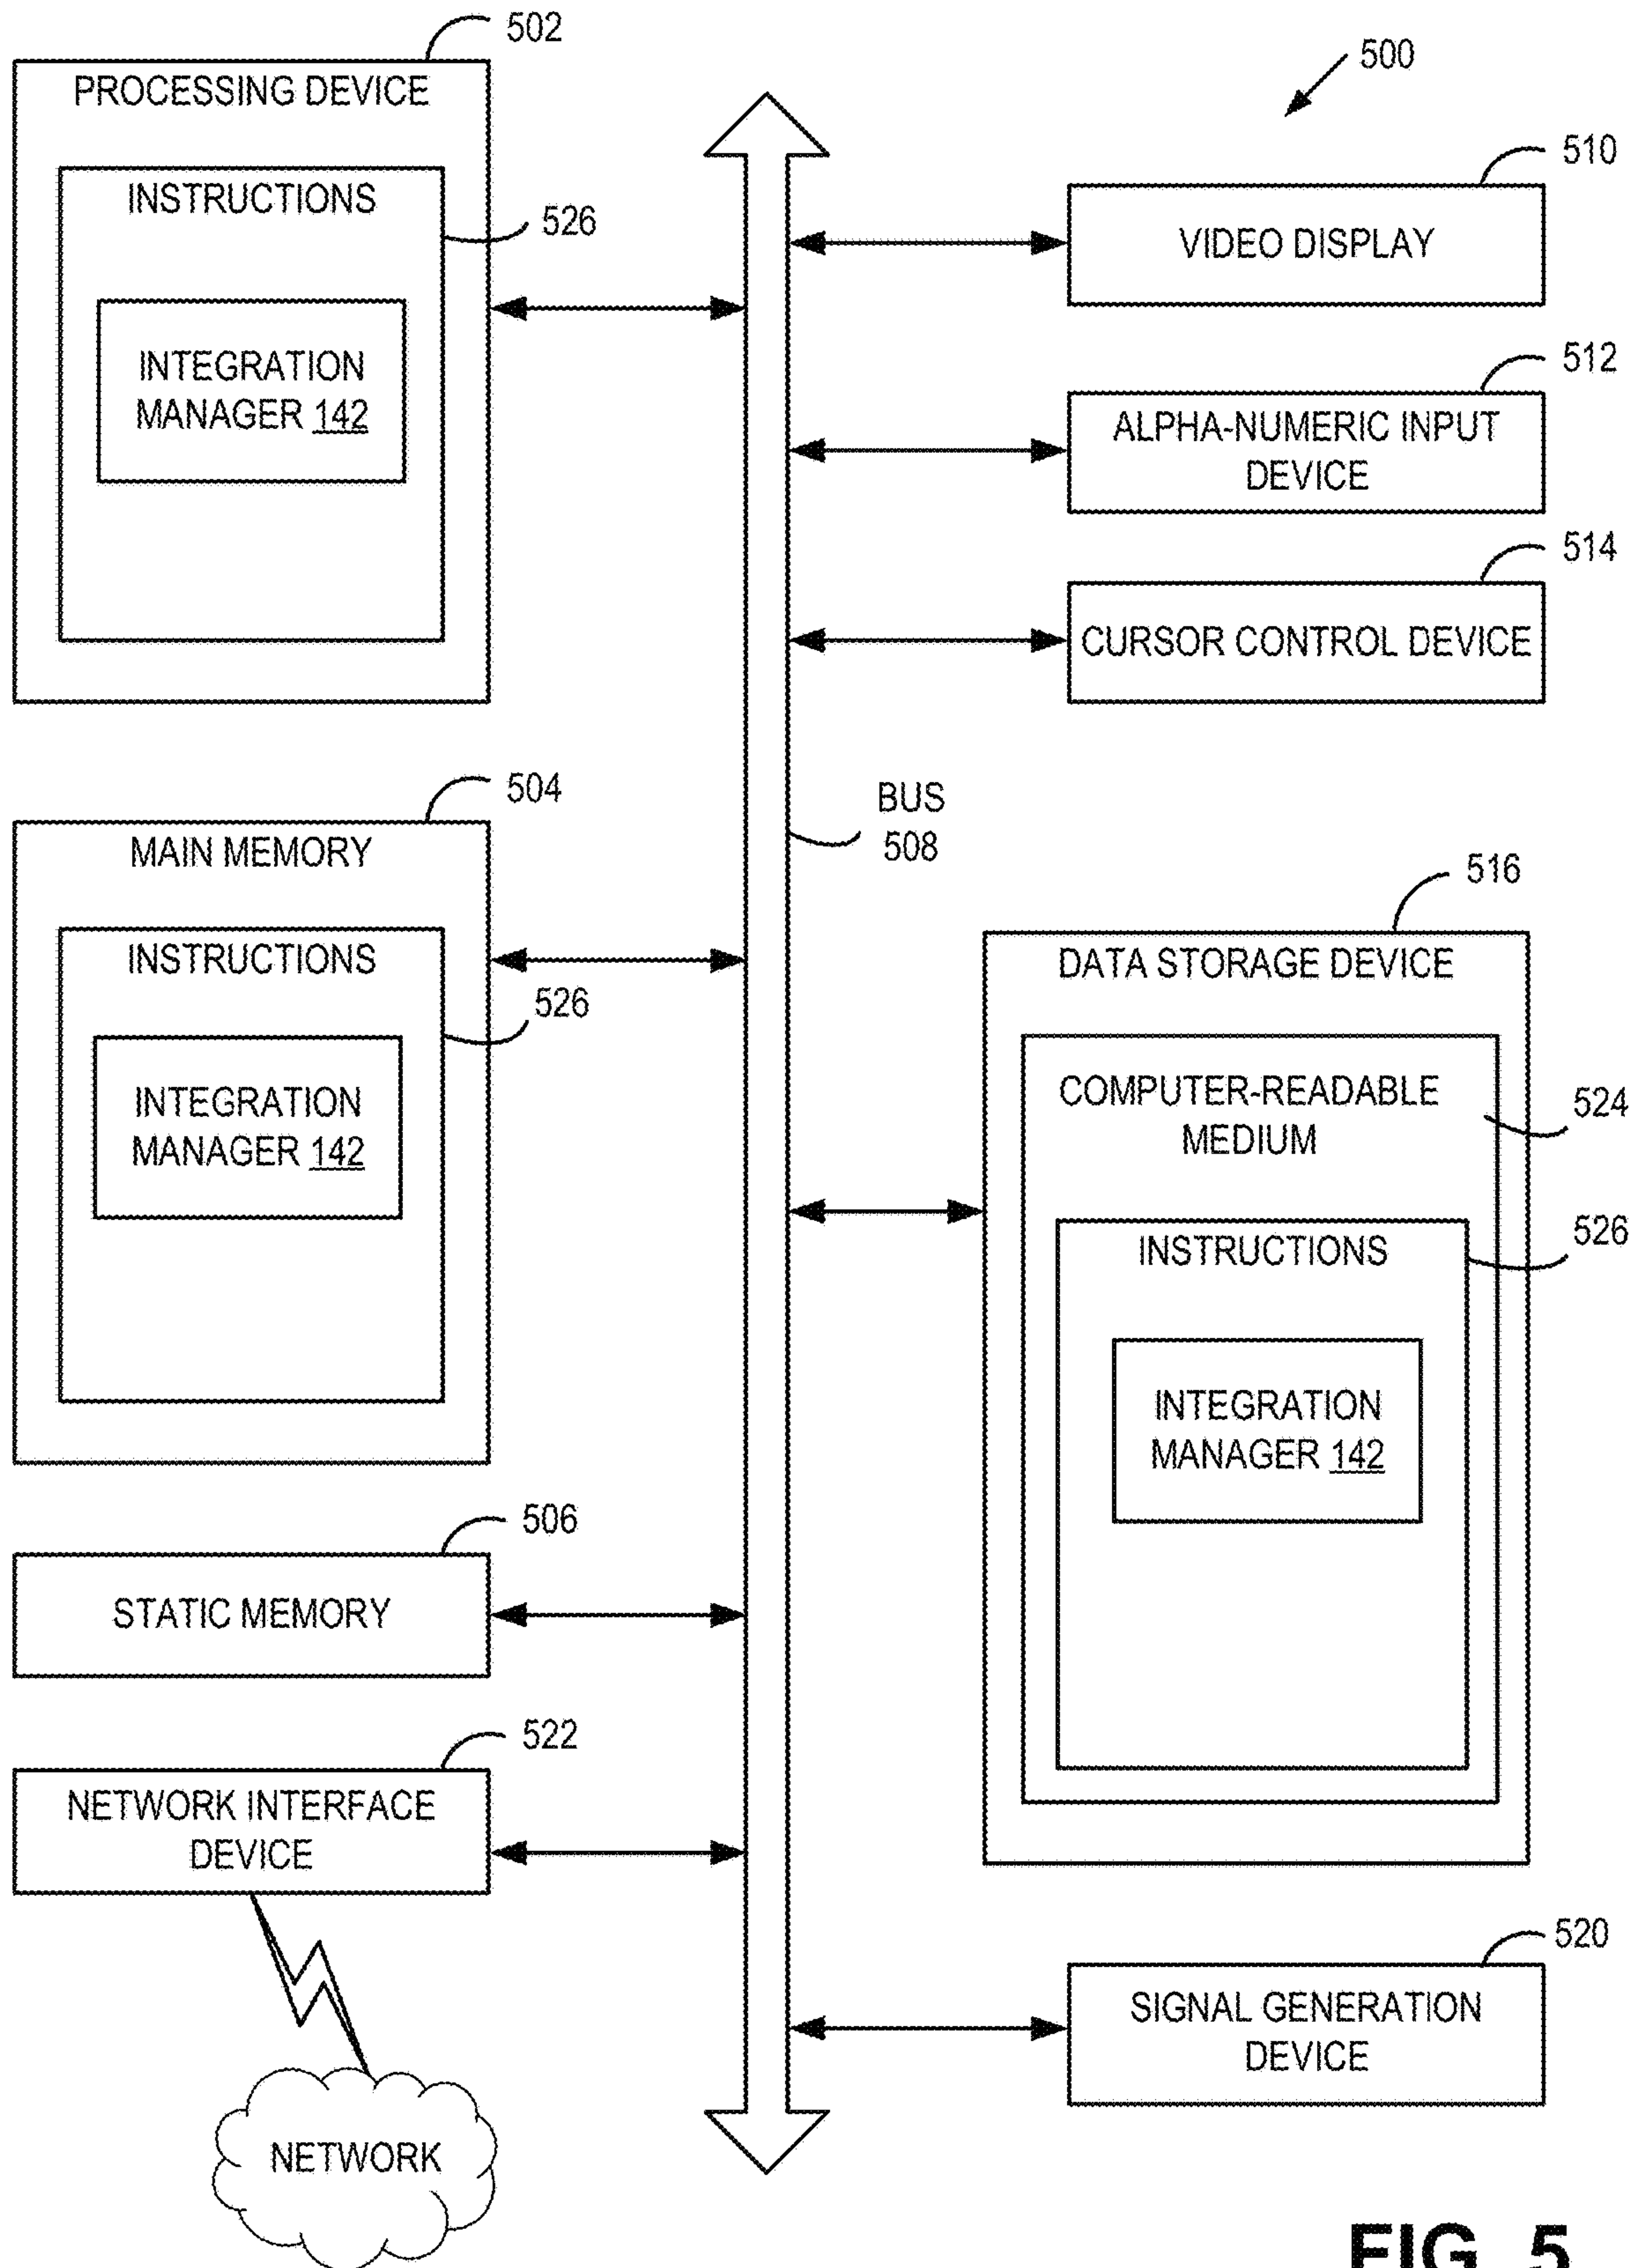 502
PROCESSING DEVICE
INSTRUCTIONS
526
INTEGRATION
MANAGER 142
504
MAIN MEMORY
INSTRUCTIONS
526
INTEGRATION
MANAGER 142
506
STATIC MEMORY
522
NETWORK INTERFACE
DEVICE
NETWORK
BUS
508
500
510
VIDEO DISPLAY
512
ALPHA-NUMERIC INPUT
DEVICE
514
CURSOR CONTROL DEVICE
516
DATA STORAGE DEVICE
COMPUTER-READABLE
MEDIUM
524
INSTRUCTIONS
526
INTEGRATION
MANAGER 142
520
SIGNAL GENERATION
DEVICE
FIG. 5